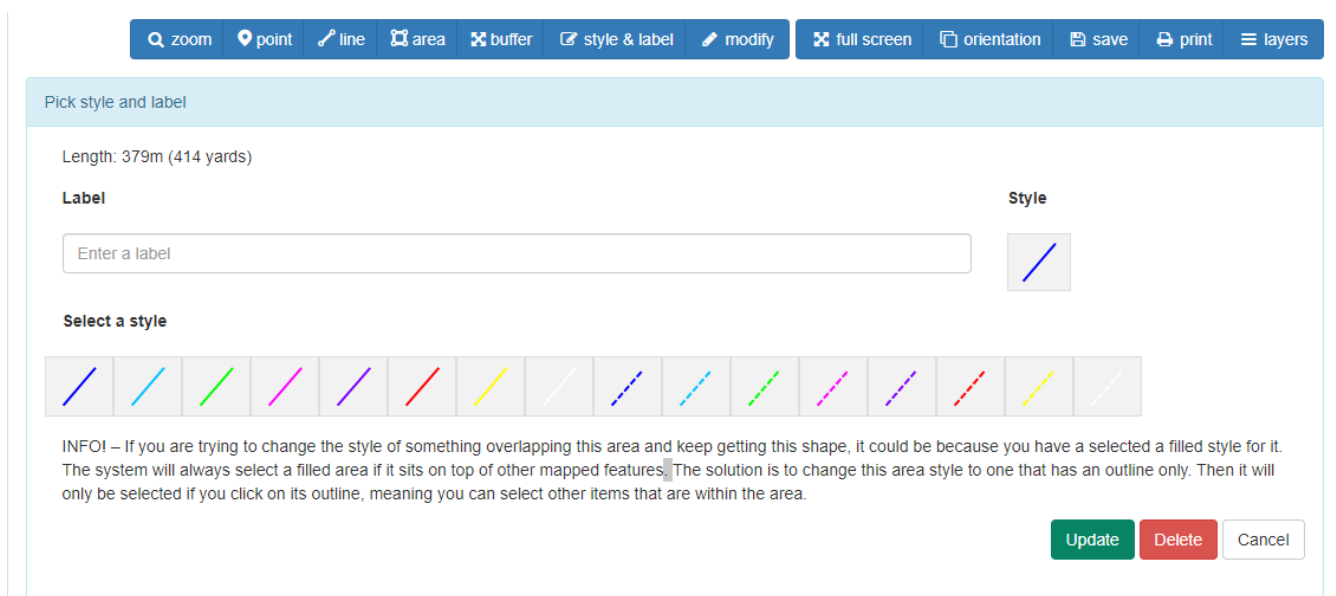 zoom point line area buffer style & label modify full screen orientation save print layers
Pick style and label
Length: 379m (414 yards)
Label Style
Enter a label
Select a style
INFO! – If you are trying to change the style of something overlapping this area and keep getting this shape, it could be because you have a selected a filled style for it.
The system will always select a filled area if it sits on top of other mapped features. The solution is to change this area style to one that has an outline only. Then it will
only be selected if you click on its outline, meaning you can select other items that are within the area.
Update Delete Cancel